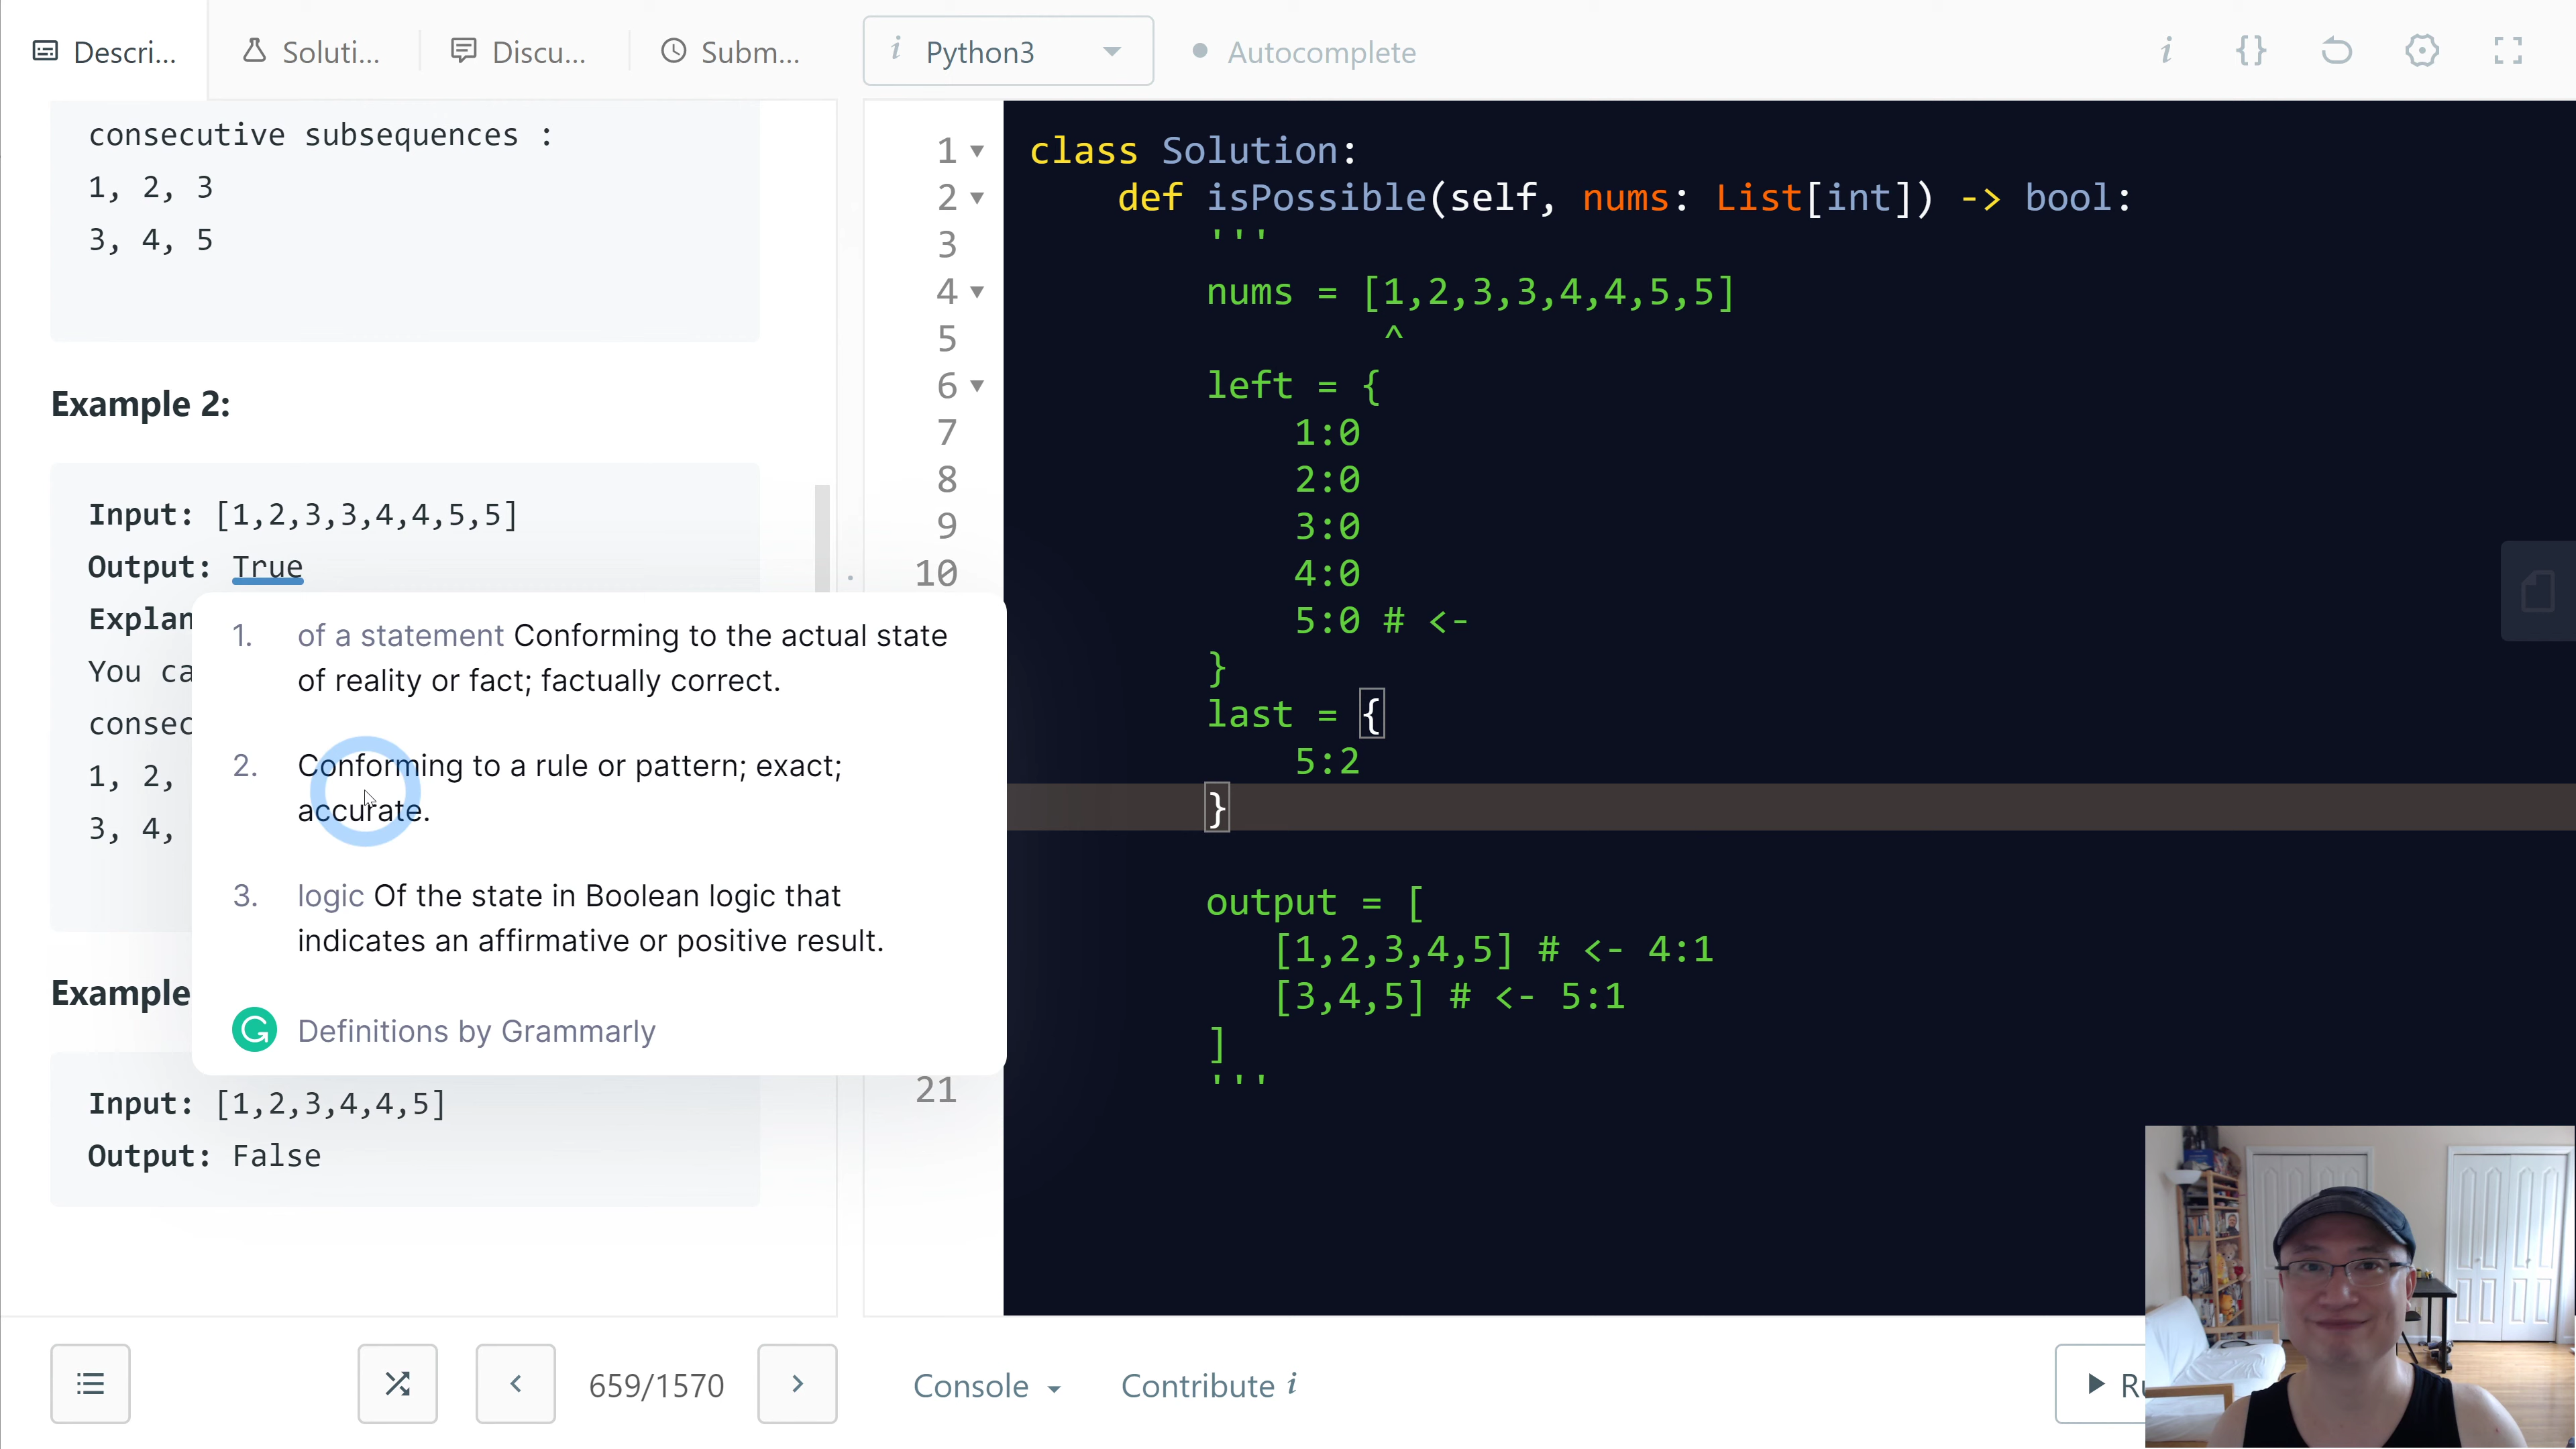 Descri...
Soluti...
Discu...
Subm...
i Python3
Autocomplete
i {}
consecutive subsequences :
1, 2, 3
3, 4, 5
Example 2:
Input: [1,2,3,3,4,4,5,5]
Output: True
Explan
You ca
consec
1, 2,
3, 4,
1. of a statement Conforming to the actual state
of reality or fact; factually correct.
2. Conforming to a rule or pattern; exact;
accurate.
3. logic Of the state in Boolean logic that
indicates an affirmative or positive result.
Definitions by Grammarly
Example
Input: [1,2,3,4,4,5]
Output: False
1 class Solution:
2 def isPossible(self, nums: List[int]) -> bool:
3 '''
4 nums = [1,2,3,3,4,4,5,5]
5 ^
6 left = {
7 1:0
8 2:0
9 3:0
10 4:0
5:0 # <-
}
last = {
5:2
}
output = [
[1,2,3,4,5] # <- 4:1
[3,4,5] # <- 5:1
]
'''
21
659/1570
Console
Contribute i
Ru